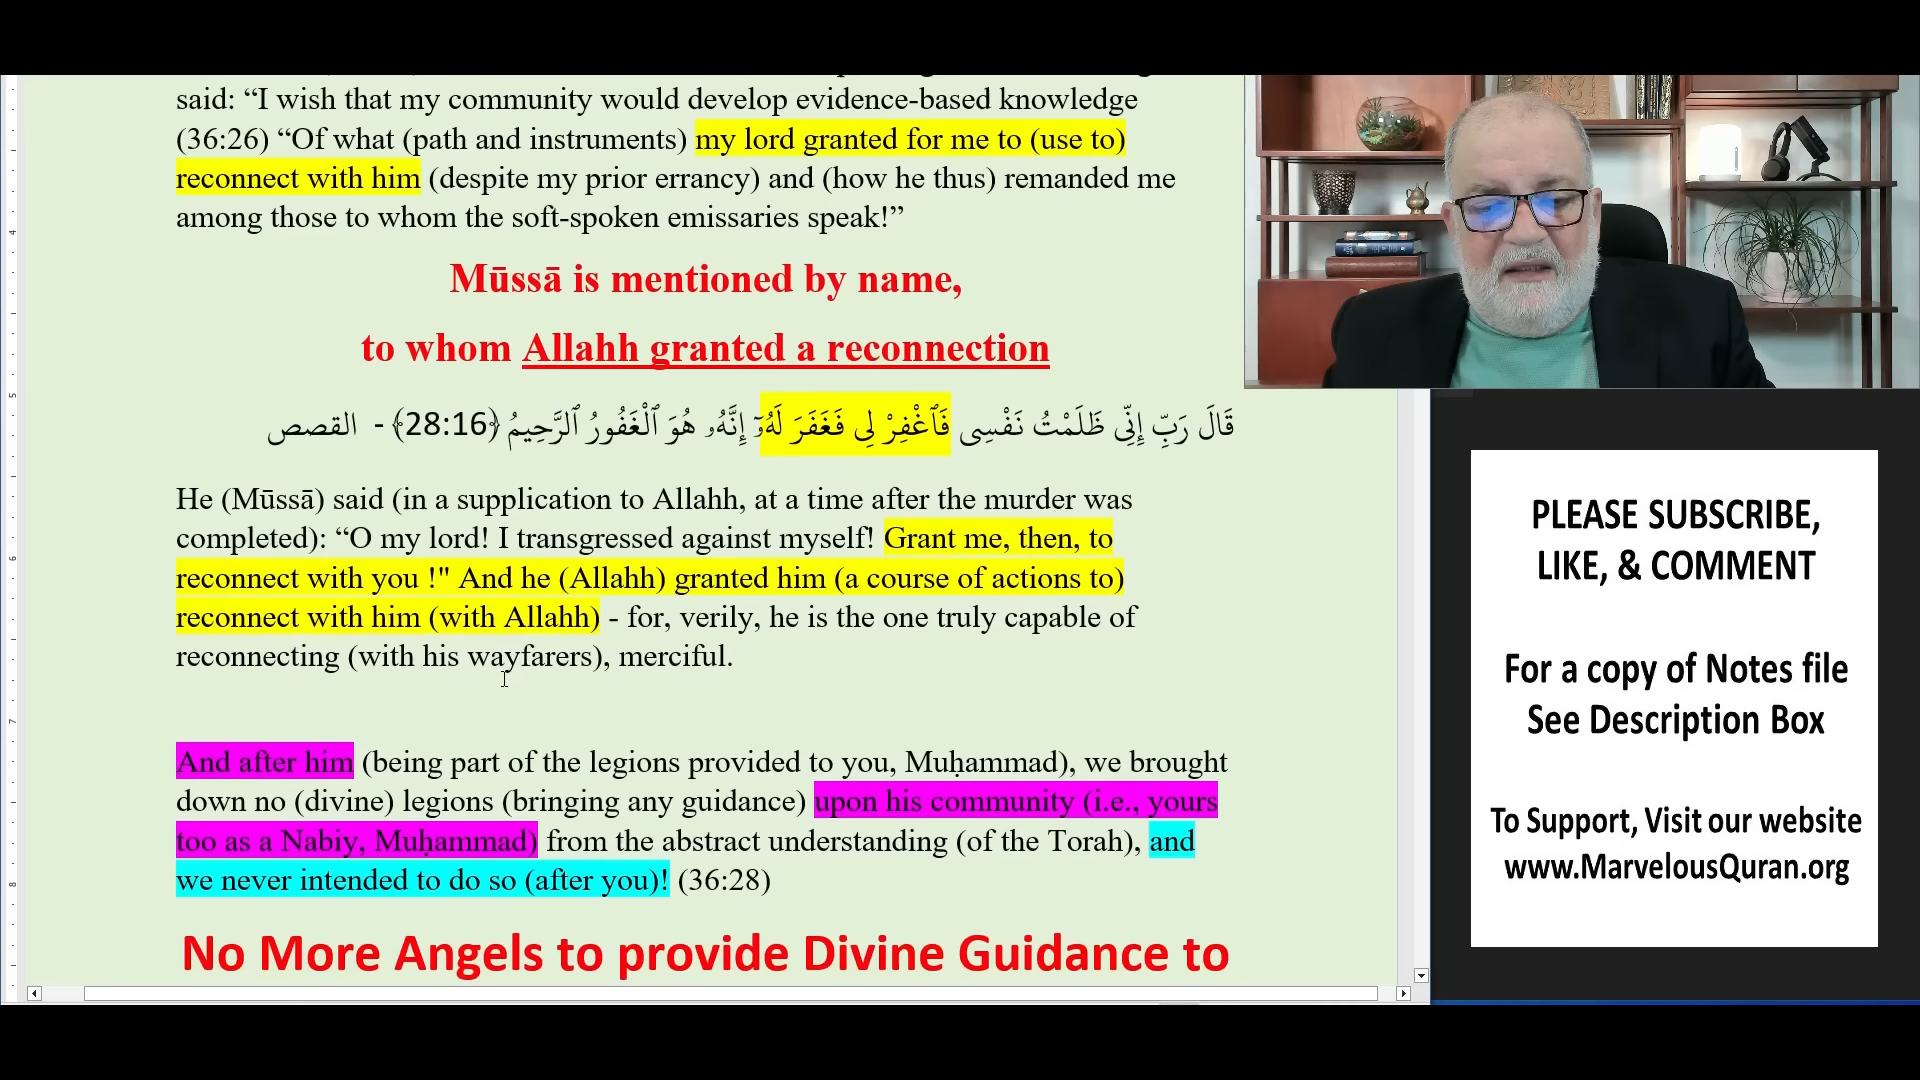 said: “I wish that my community would develop evidence-based knowledge
(36:26) “Of what (path and instruments) my lord granted for me to (use to)
reconnect with him (despite my prior errancy) and (how he thus) remanded me
among those to whom the soft-spoken emissaries speak!”
Mūssā is mentioned by name,
to whom Allahh granted a reconnection
قَالَ رَبِّ إِنِّى ظَلَمْتُ نَفْسِى فَٱغْفِرْ لِى فَغَفَرَ لَهُۥٓ إِنَّهُۥ هُوَ ٱلْغَفُورُ ٱلرَّحِيمُ ﴿28:16﴾ - القصص
He (Mūssā) said (in a supplication to Allahh, at a time after the murder was
completed): “O my lord! I transgressed against myself! Grant me, then, to
reconnect with you !" And he (Allahh) granted him (a course of actions to)
reconnect with him (with Allahh) - for, verily, he is the one truly capable of
reconnecting (with his wayfarers), merciful.
And after him (being part of the legions provided to you, Muḥammad), we brought
down no (divine) legions (bringing any guidance) upon his community (i.e., yours
too as a Nabiy, Muḥammad) from the abstract understanding (of the Torah), and
we never intended to do so (after you)! (36:28)
No More Angels to provide Divine Guidance to
4
5
6
7
8
PLEASE SUBSCRIBE,
LIKE, & COMMENT
For a copy of Notes file
See Description Box
To Support, Visit our website
www.MarvelousQuran.org